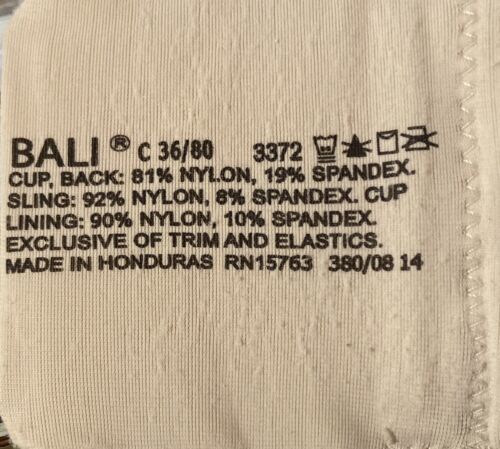 BALI® C 36/80 3372
CUP, BACK: 81% NYLON, 19% SPANDEX.
SLING: 92% NYLON, 8% SPANDEX. CUP
LINING: 90% NYLON, 10% SPANDEX.
EXCLUSIVE OF TRIM AND ELASTICS.
MADE IN HONDURAS RN15763 380/08 14